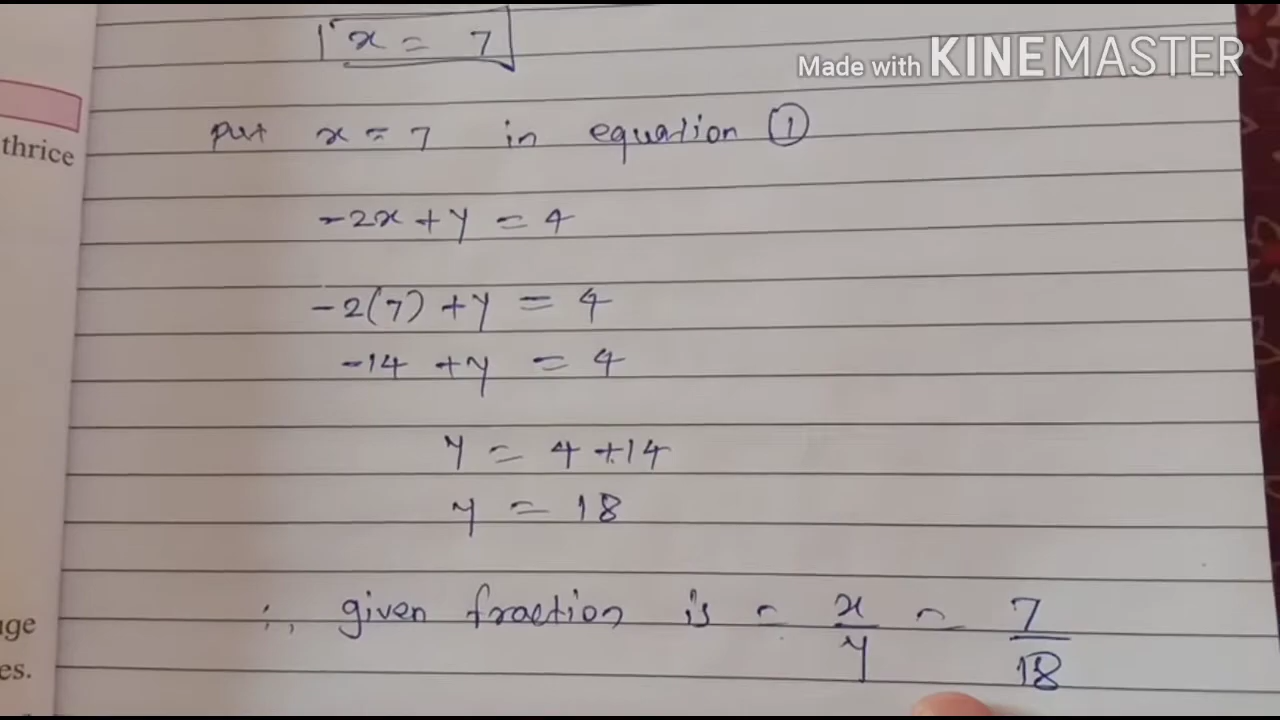 x = 7
Made with KINEMASTER
put x = 7 in equation ①
thrice
-2x + y = 4
-2(7) + y = 4
-14 + y = 4
y = 4 + 14
y = 18
∴, given fraction is = x/y = 7/18
es.